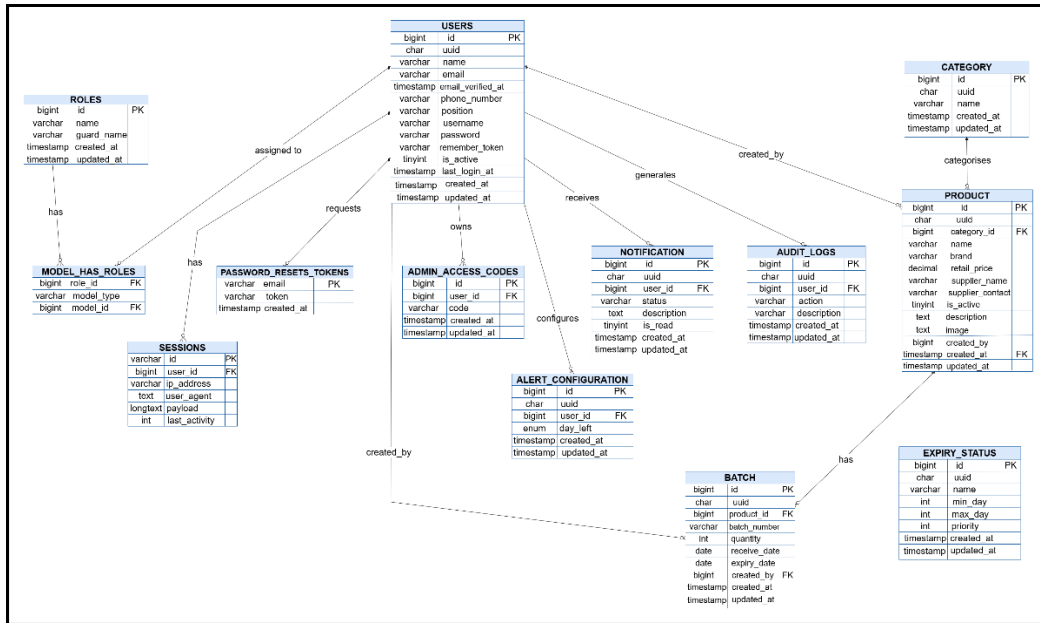 USERS
bigint id PK
char uuid
varchar name
varchar email
timestamp email_verified_at
varchar phone_number
varchar position
varchar username
varchar password
varchar remember_token
tinyint is_active
timestamp last_login_at
timestamp created_at
timestamp updated_at
CATEGORY
bigint id PK
char uuid
varchar name
timestamp created_at
timestamp updated_at
ROLES
bigint id PK
varchar name
varchar guard_name
timestamp created_at
timestamp updated_at
assigned to
created_by
categorises
generates
has
requests
receives
owns
has
configures
PRODUCT
bigint id PK
char uuid
bigint category_id FK
varchar name
varchar brand
decimal retail_price
varchar supplier_name
varchar supplier_contact
tinyint is_active
text description
text image
bigint created_by
timestamp created_at FK
timestamp updated_at
MODEL_HAS_ROLES
bigint role_id FK
varchar model_type
bigint model_id FK
PASSWORD_RESETS_TOKENS
varchar email PK
varchar token
timestamp created_at
ADMIN_ACCESS_CODES
bigint id PK
bigint user_id FK
varchar code
timestamp created_at
timestamp updated_at
NOTIFICATION
bigint id PK
char uuid
bigint user_id FK
varchar status
text description
tinyint is_read
timestamp created_at
timestamp updated_at
AUDIT_LOGS
bigint id PK
char uuid
bigint user_id FK
varchar action
varchar description
timestamp created_at
timestamp updated_at
SESSIONS
varchar id PK
bigint user_id FK
varchar ip_address
text user_agent
longtext payload
int last_activity
ALERT_CONFIGURATION
bigint id PK
char uuid
bigint user_id FK
enum day_left
timestamp created_at
timestamp updated_at
created_by
has
BATCH
bigint id PK
char uuid
bigint product_id FK
varchar batch_number
int quantity
date receive_date
date expiry_date
bigint created_by FK
timestamp created_at
timestamp updated_at
EXPIRY_STATUS
bigint id PK
char uuid
varchar name
int min_day
int max_day
int priority
timestamp created_at
timestamp updated_at